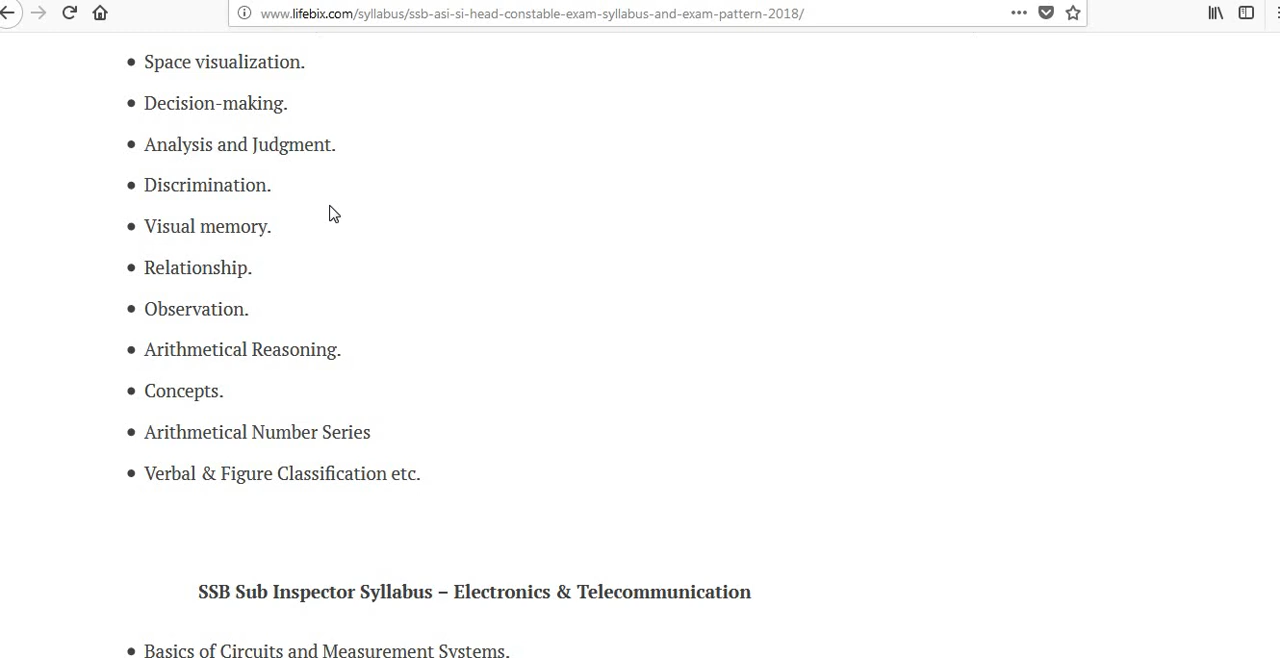 www.lifebix.com/syllabus/ssb-asi-si-head-constable-exam-syllabus-and-exam-pattern-2018/
Space visualization.
Decision-making.
Analysis and Judgment.
Discrimination.
Visual memory.
Relationship.
Observation.
Arithmetical Reasoning.
Concepts.
Arithmetical Number Series
Verbal & Figure Classification etc.
SSB Sub Inspector Syllabus – Electronics & Telecommunication
Basics of Circuits and Measurement Systems.